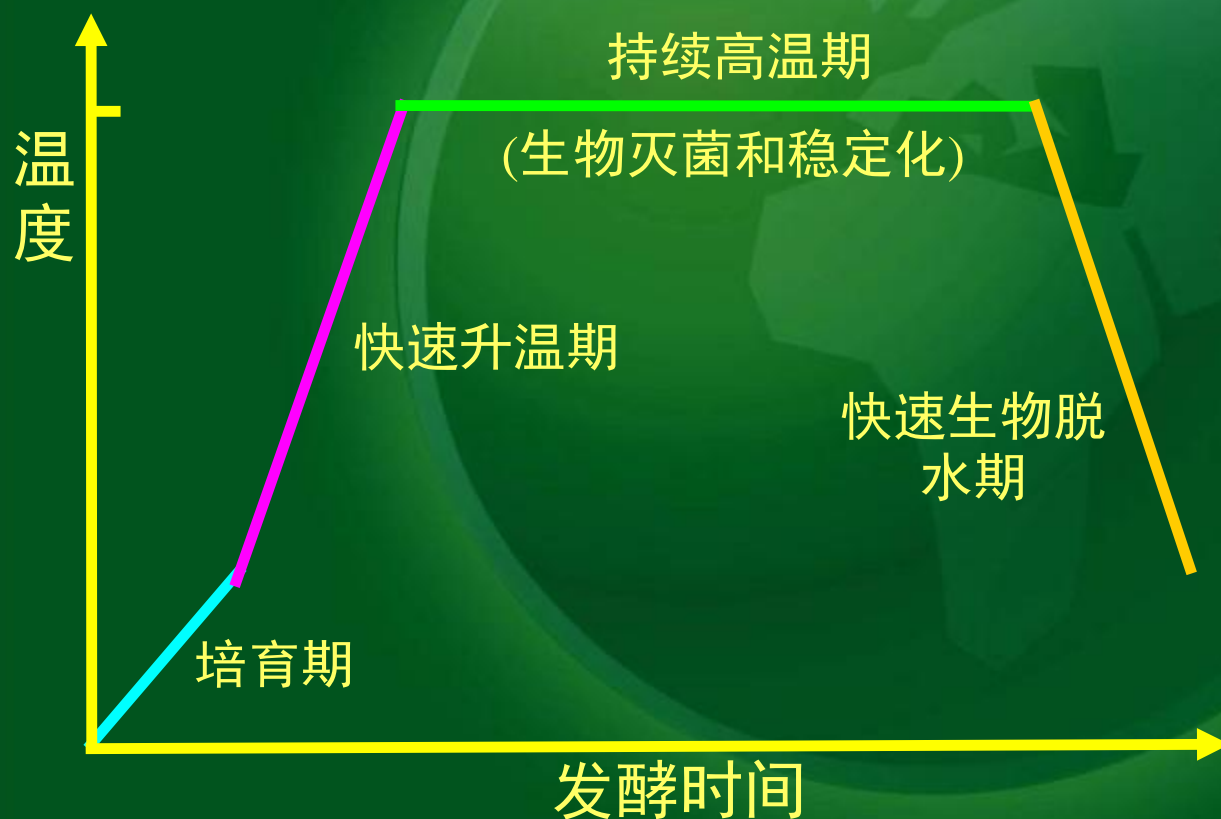 持续高温期
(生物灭菌和稳定化)
温
度
快速升温期
快速生物脱
水期
培育期
发酵时间